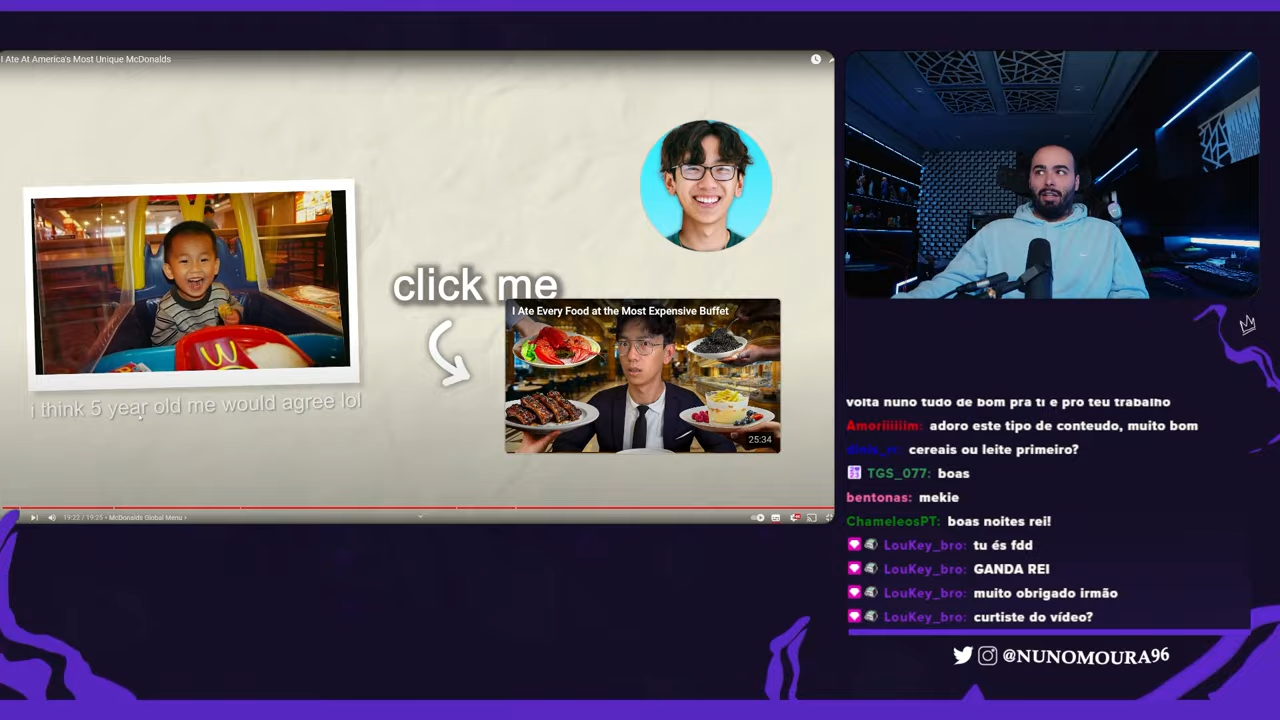 I Ate At America's Most Unique McDonalds
click me
I Ate Every Food at the Most Expensive Buffet
25:34
i think 5 year old me would agree lol
19:22 / 19:25 • McDonalds Global Menu ›
volta nuno tudo de bom pra ti e pro teu trabalho
Amoriiiiiim: adoro este tipo de conteudo, muito bom
cereais ou leite primeiro?
TGS_077: boas
bentonas: mekie
ChameleosPT: boas noites rei!
LouKey_bro: tu és fdd
LouKey_bro: GANDA REI
LouKey_bro: muito obrigado irmão
LouKey_bro: curtiste do vídeo?
@NUNOMOURA96